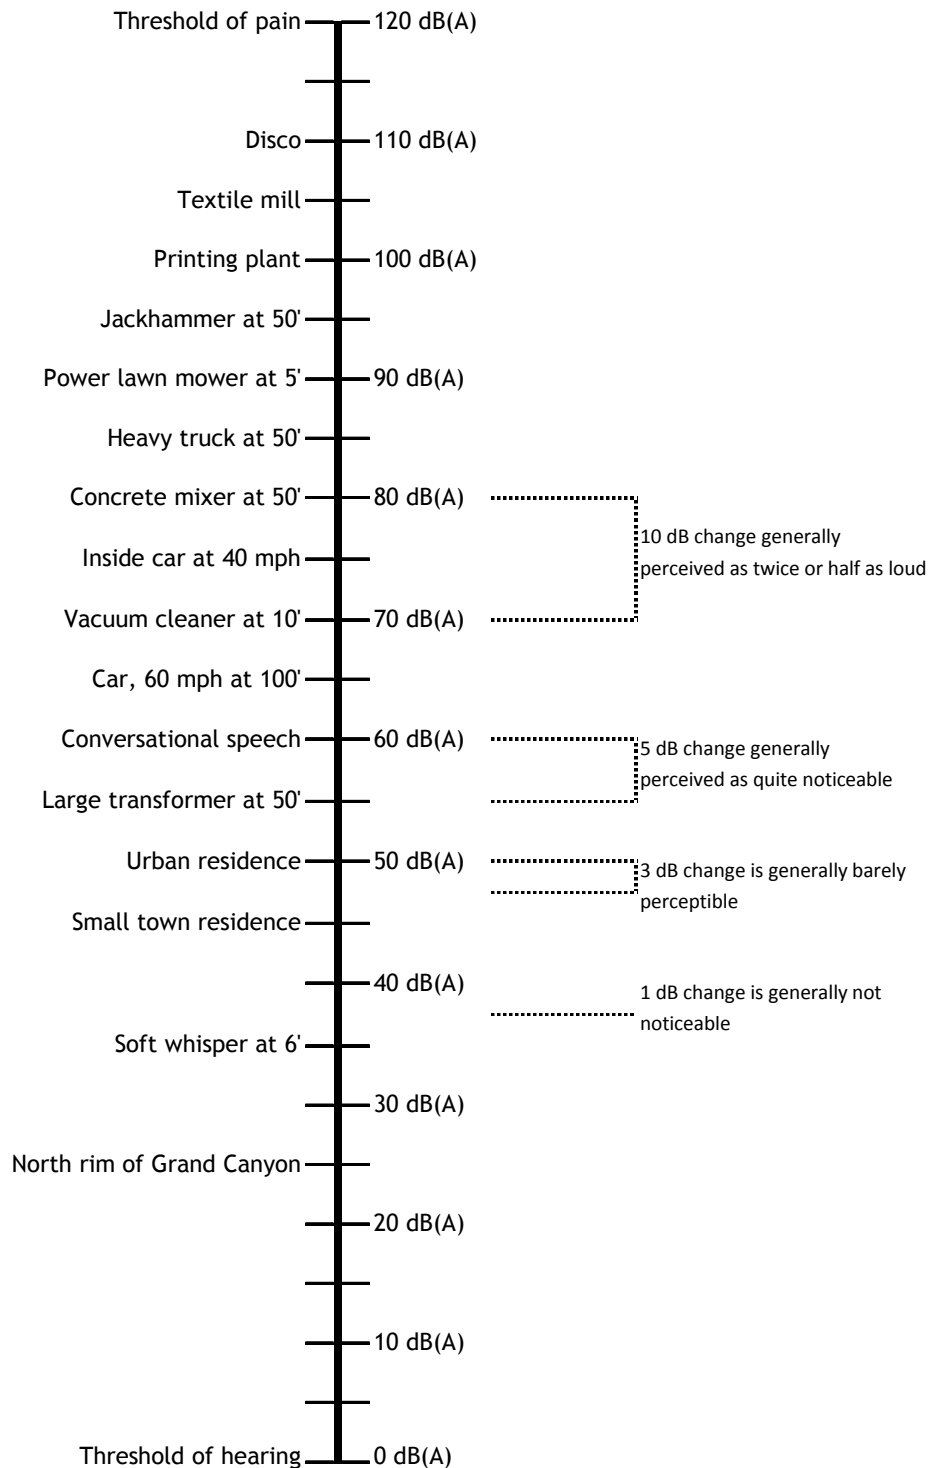 Threshold of pain 120 dB(A)
Disco 110 dB(A)
Textile mill
Printing plant 100 dB(A)
Jackhammer at 50'
Power lawn mower at 5' 90 dB(A)
Heavy truck at 50'
Concrete mixer at 50' 80 dB(A)
10 dB change generally
Inside car at 40 mph
perceived as twice or half as loud
Vacuum cleaner at 10' 70 dB(A)
Car, 60 mph at 100'
Conversational speech 60 dB(A)
5 dB change generally
perceived as quite noticeable
Large transformer at 50'
Urban residence 50 dB(A)
3 dB change is generally barely
perceptible
Small town residence
40 dB(A)
1 dB change is generally not
noticeable
Soft whisper at 6'
30 dB(A)
North rim of Grand Canyon
20 dB(A)
10 dB(A)
Threshold of hearing 0 dB(A)